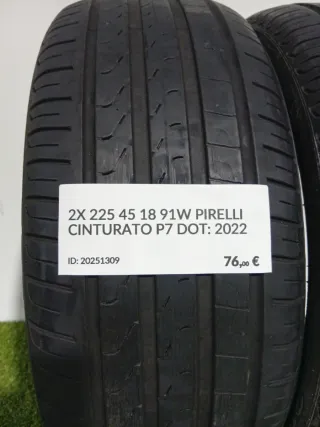 2X 225 45 18 91W PIRELLI
CINTURATO P7 DOT: 2022
ID: 20251309
76,00 €